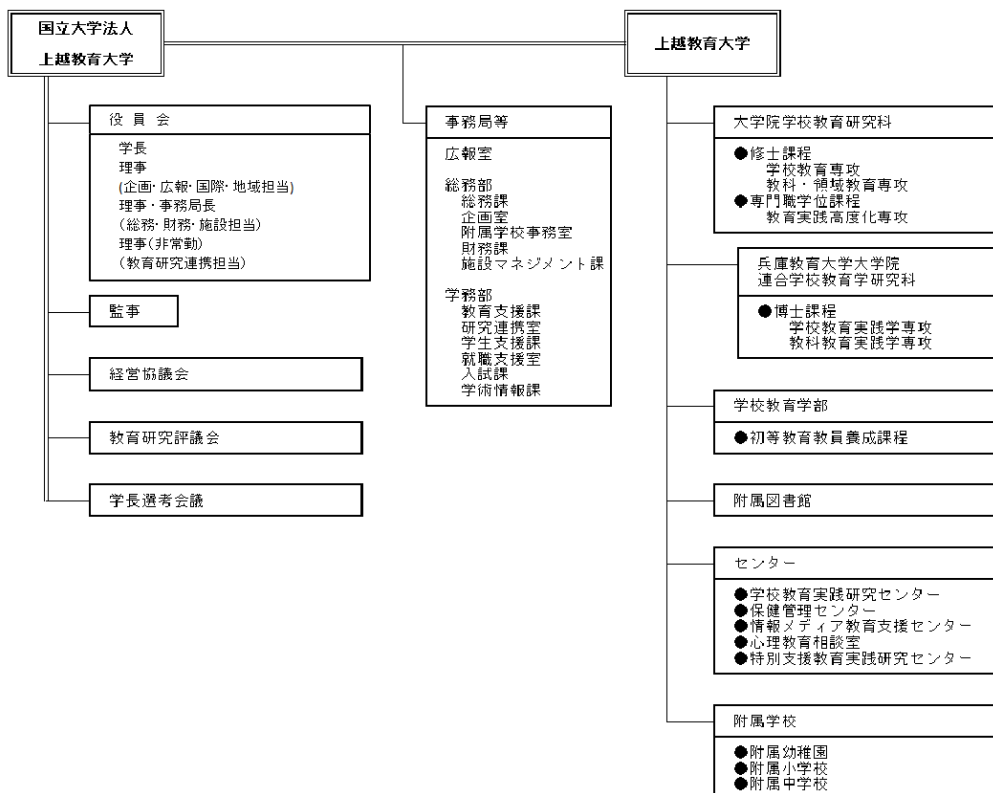 国立大学法人
上越教育大学
上越教育大学
役 員 会
学長
理事
(企画・広報・国際・地域担当)
理事・事務局長
(総務・財務・施設担当)
理事(非常勤)
(教育研究連携担当)
監事
経営協議会
教育研究評議会
学長選考会議
事務局等
広報室
総務部
総務課
企画室
附属学校事務室
財務課
施設マネジメント課
学務部
教育支援課
研究連携室
学生支援課
就職支援室
入試課
学術情報課
大学院学校教育研究科
●修士課程
学校教育専攻
教科・領域教育専攻
●専門職学位課程
教育実践高度化専攻
兵庫教育大学大学院
連合学校教育学研究科
●博士課程
学校教育実践学専攻
教科教育実践学専攻
学校教育学部
●初等教育教員養成課程
附属図書館
センター
●学校教育実践研究センター
●保健管理センター
●情報メディア教育支援センター
●心理教育相談室
●特別支援教育実践研究センター
附属学校
●附属幼稚園
●附属小学校
●附属中学校